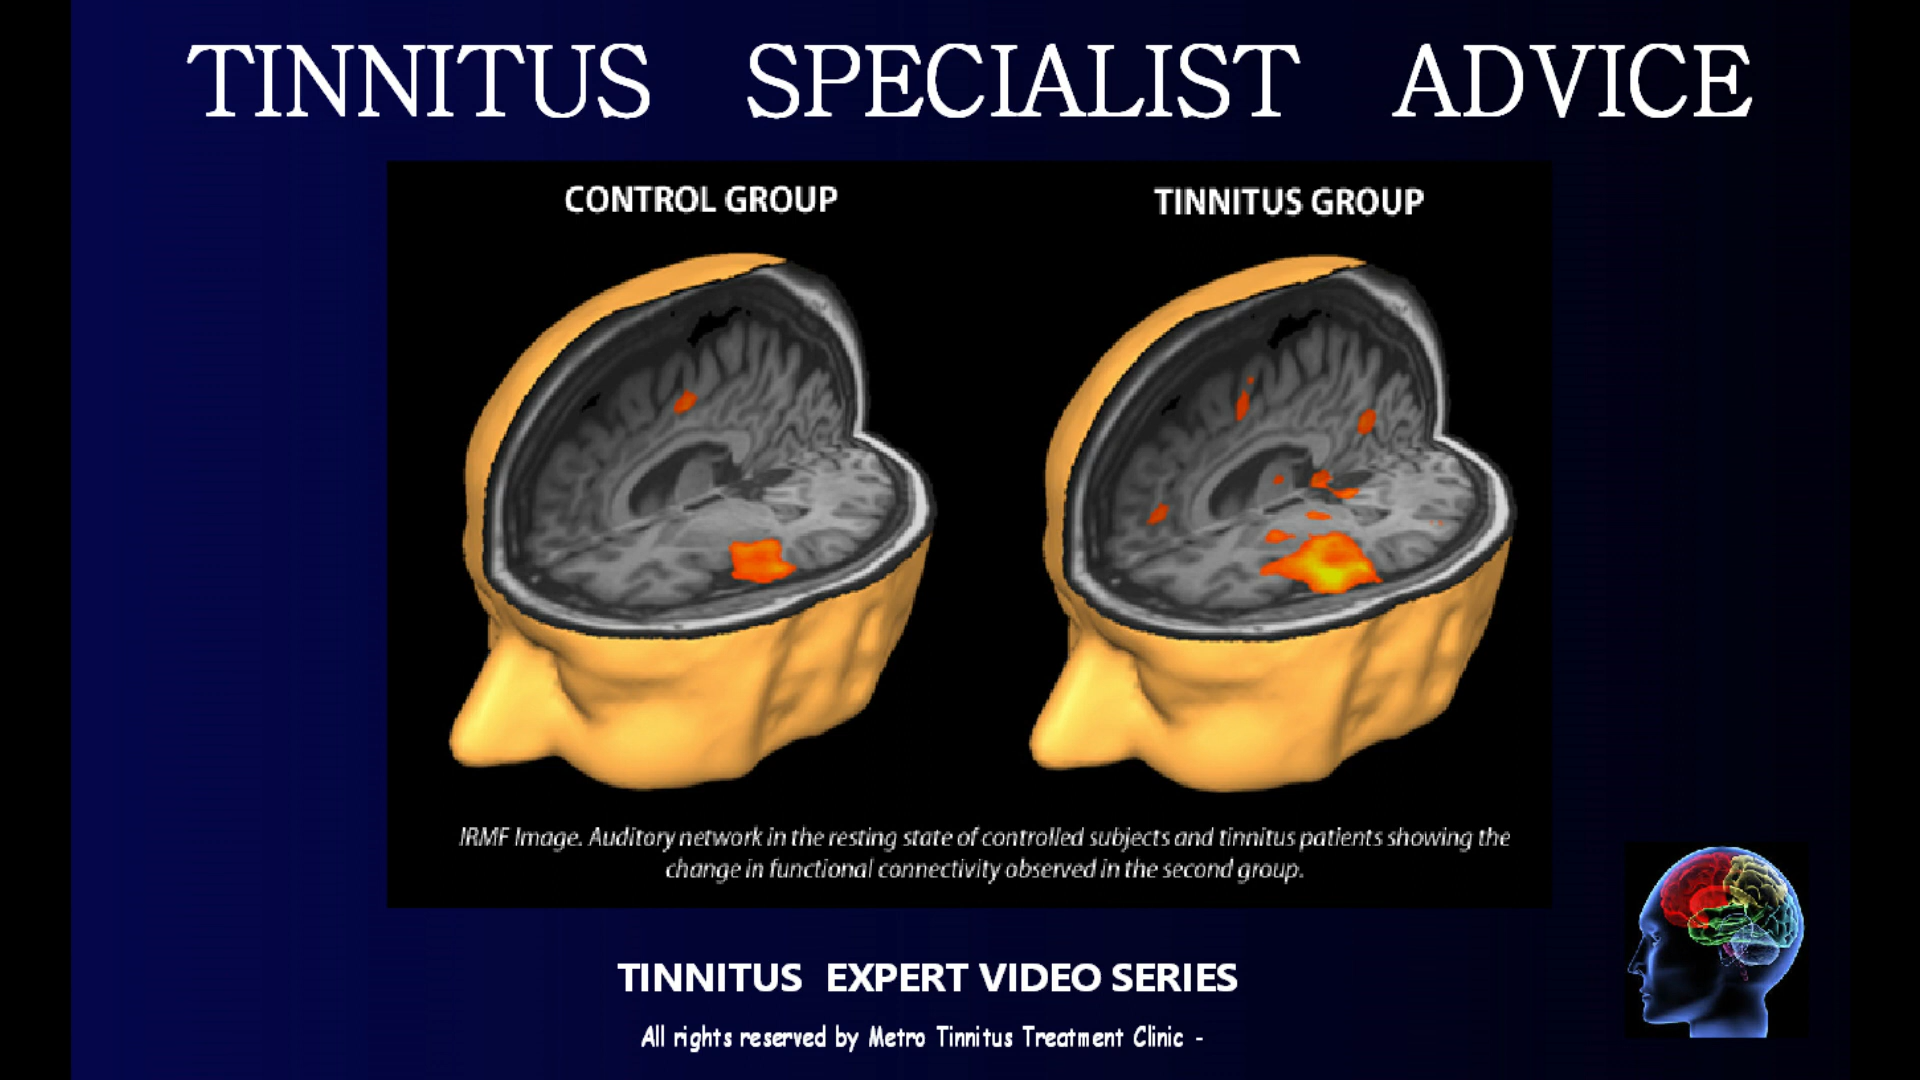 TINNITUS SPECIALIST ADVICE
CONTROL GROUP
TINNITUS GROUP
IRMF Image. Auditory network in the resting state of controlled subjects and tinnitus patients showing the
change in functional connectivity observed in the second group.
TINNITUS EXPERT VIDEO SERIES
All rights reserved by Metro Tinnitus Treatment Clinic -